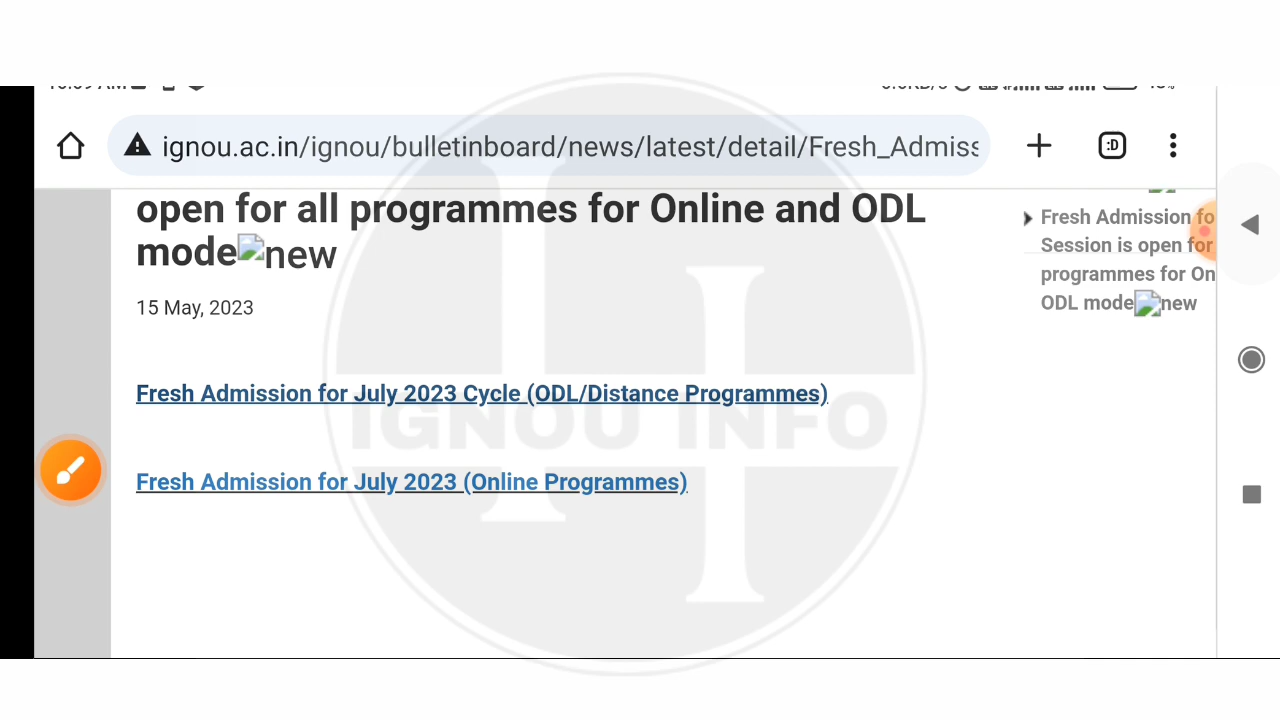 ignou.ac.in/ignou/bulletinboard/news/latest/detail/Fresh_Admiss
:D
open for all programmes for Online and ODL
mode new
15 May, 2023
Fresh Admission for July 2023 Cycle (ODL/Distance Programmes)
Fresh Admission for July 2023 (Online Programmes)
Fresh Admission fo
Session is open for
programmes for On
ODL mode new
IGNOU INFO